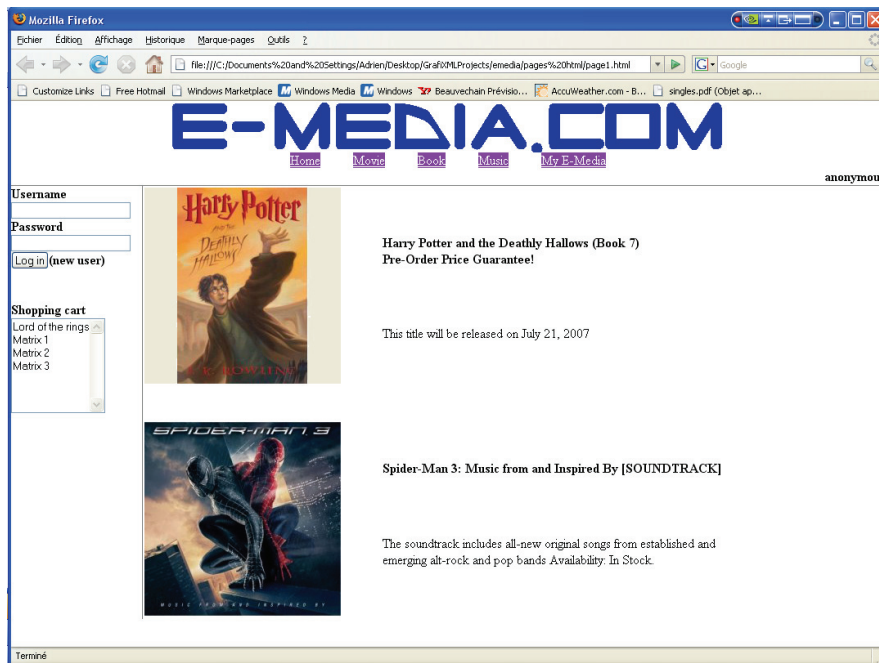 Mozilla Firefox
Fichier Édition Affichage Historique Marque-pages Outils ?
file:///C:/Documents%20and%20Settings/Adrien/Desktop/GrafiXMLProjects/emedia/pages%20html/page1.html
G Google
Customize Links Free Hotmail Windows Marketplace Windows Media Windows Beauvechain Prévisio... AccuWeather.com - B... singles.pdf (Objet ap...
E-MEDIA.COM
Home Movie Book Music My E-Media
anonymou
Username
Password
Log in (new user)
Shopping cart
Lord of the rings
Matrix 1
Matrix 2
Matrix 3
Harry Potter
AND THE
DEATHLY
HALLOWS
J.K. ROWLING
Harry Potter and the Deathly Hallows (Book 7)
Pre-Order Price Guarantee!
This title will be released on July 21, 2007
SPIDER-MAN 3
MUSIC FROM AND INSPIRED BY
Spider-Man 3: Music from and Inspired By [SOUNDTRACK]
The soundtrack includes all-new original songs from established and
emerging alt-rock and pop bands Availability: In Stock.
Terminé